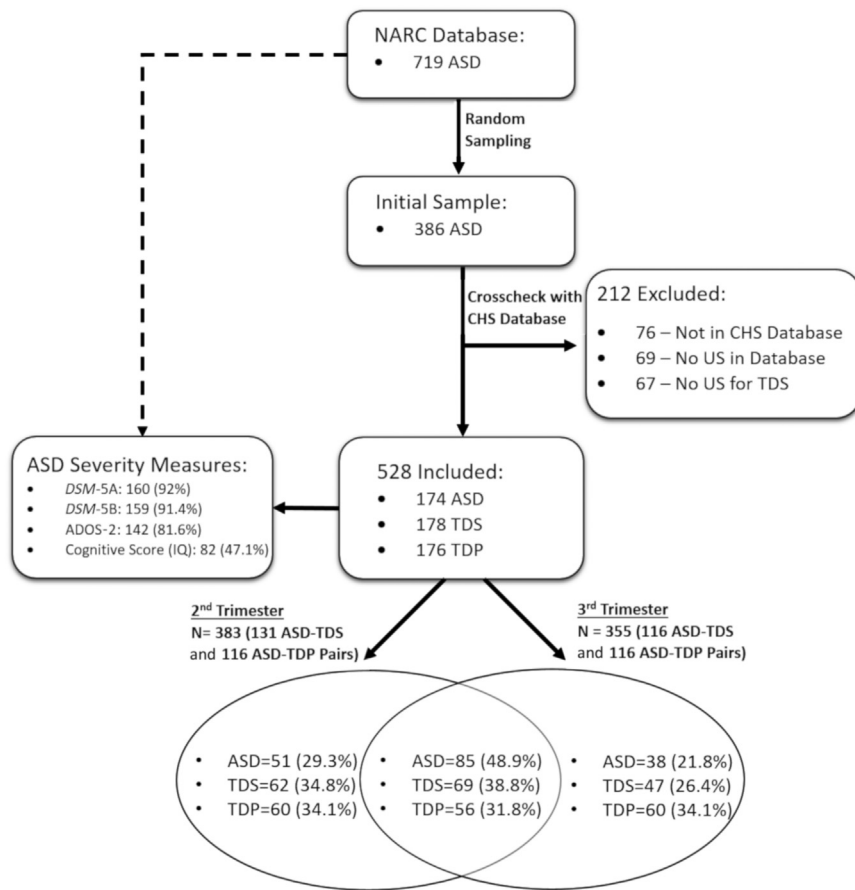 NARC Database:
• 719 ASD
Random
Sampling
Initial Sample:
• 386 ASD
Crosscheck with
CHS Database
212 Excluded:
• 76 – Not in CHS Database
• 69 – No US in Database
• 67 – No US for TDS
ASD Severity Measures:
• DSM-5A: 160 (92%)
• DSM-5B: 159 (91.4%)
• ADOS-2: 142 (81.6%)
• Cognitive Score (IQ): 82 (47.1%)
528 Included:
• 174 ASD
• 178 TDS
• 176 TDP
2nd Trimester
N= 383 (131 ASD-TDS
and 116 ASD-TDP Pairs)
3rd Trimester
N = 355 (116 ASD-TDS
and 116 ASD-TDP Pairs)
• ASD=51 (29.3%)
• TDS=62 (34.8%)
• TDP=60 (34.1%)
• ASD=85 (48.9%)
• TDS=69 (38.8%)
• TDP=56 (31.8%)
• ASD=38 (21.8%)
• TDS=47 (26.4%)
• TDP=60 (34.1%)